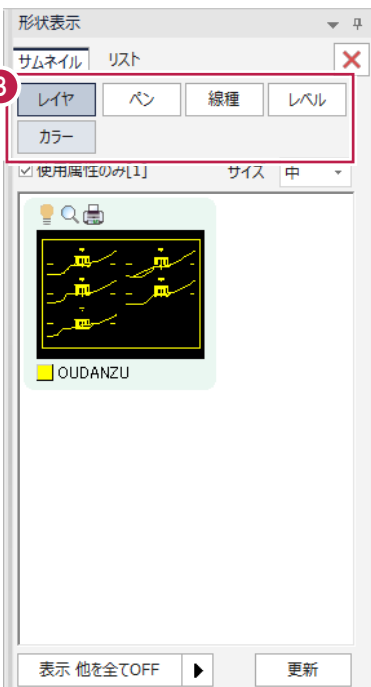 形状表示
サムネイル リスト
レイヤ ペン 線種 レベル
カラー
使用属性のみ[1] サイズ 中
OUDANZU
表示 他を全てOFF 更新